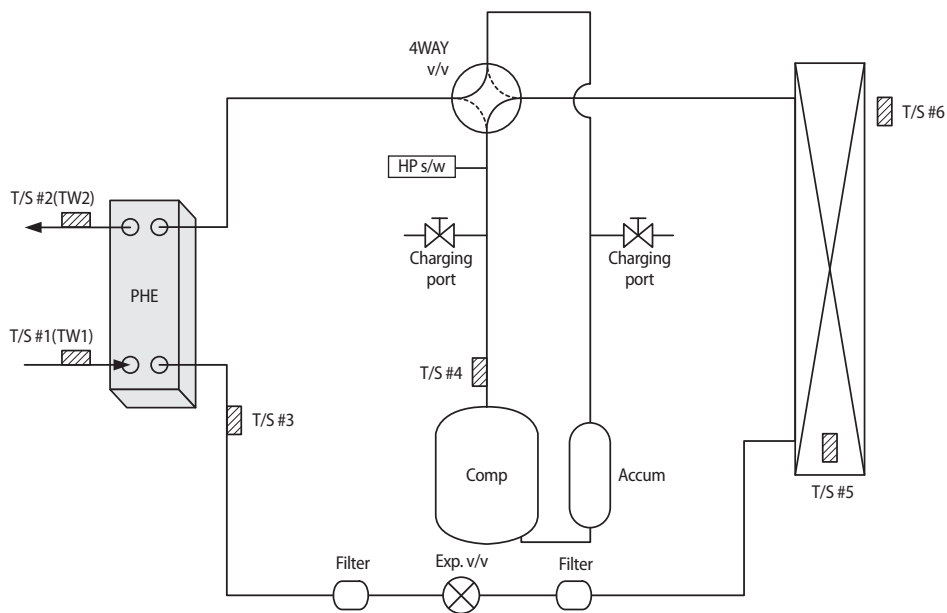 4WAY
v/v
T/S #6
HP s/w
T/S #2(TW2)
Charging
port
Charging
port
PHE
T/S #1(TW1)
T/S #4
T/S #3
Comp
Accum
T/S #5
Filter
Exp. v/v
Filter